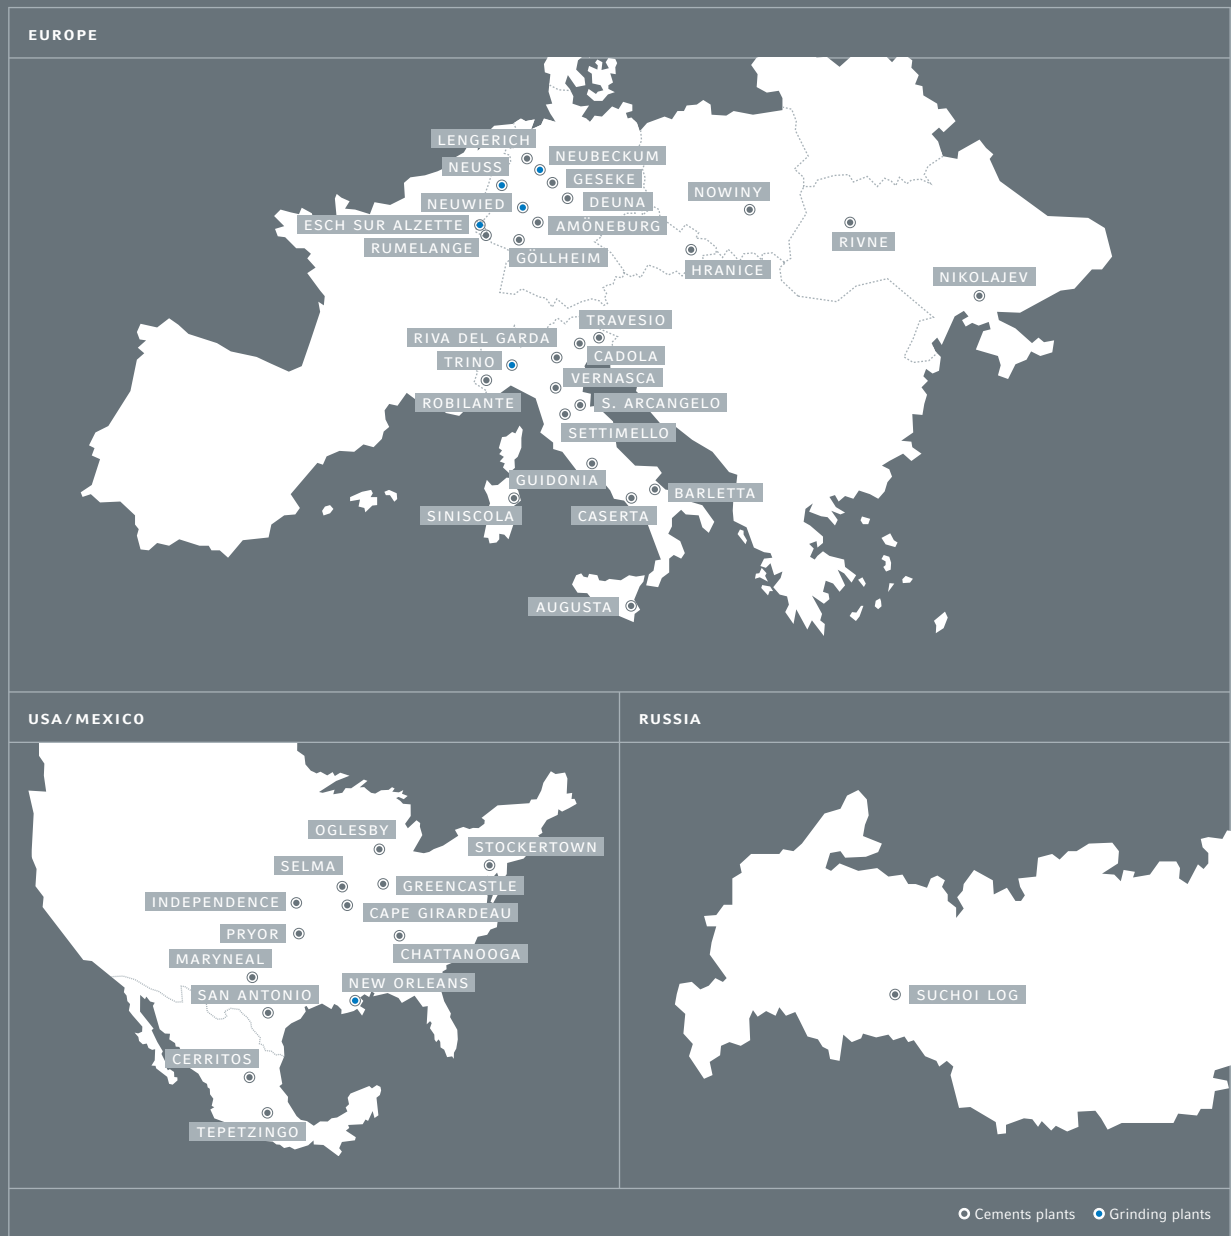 EUROPE
LENGERICH
NEUBECKUM
NEUSS
GESEKE
NOWINY
NEUWIED
DEUNA
ESCH SUR ALZETTE
AMÖNEBURG
RIVNE
RUMELANGE
GÖLLHEIM
HRANICE
NIKOLAJEV
TRAVESIO
RIVA DEL GARDA
CADOLA
TRINO
VERNASCA
ROBILANTE
S. ARCANGELO
SETTIMELLO
GUIDONIA
BARLETTA
SINISCOLA
CASERTA
AUGUSTA
USA/MEXICO
OGLESBY
STOCKERTOWN
SELMA
GREENCASTLE
INDEPENDENCE
CAPE GIRARDEAU
PRYOR
CHATTANOOGA
MARYNEAL
NEW ORLEANS
SAN ANTONIO
CERRITOS
TEPETZINGO
RUSSIA
SUCHOI LOG
Cements plants
Grinding plants